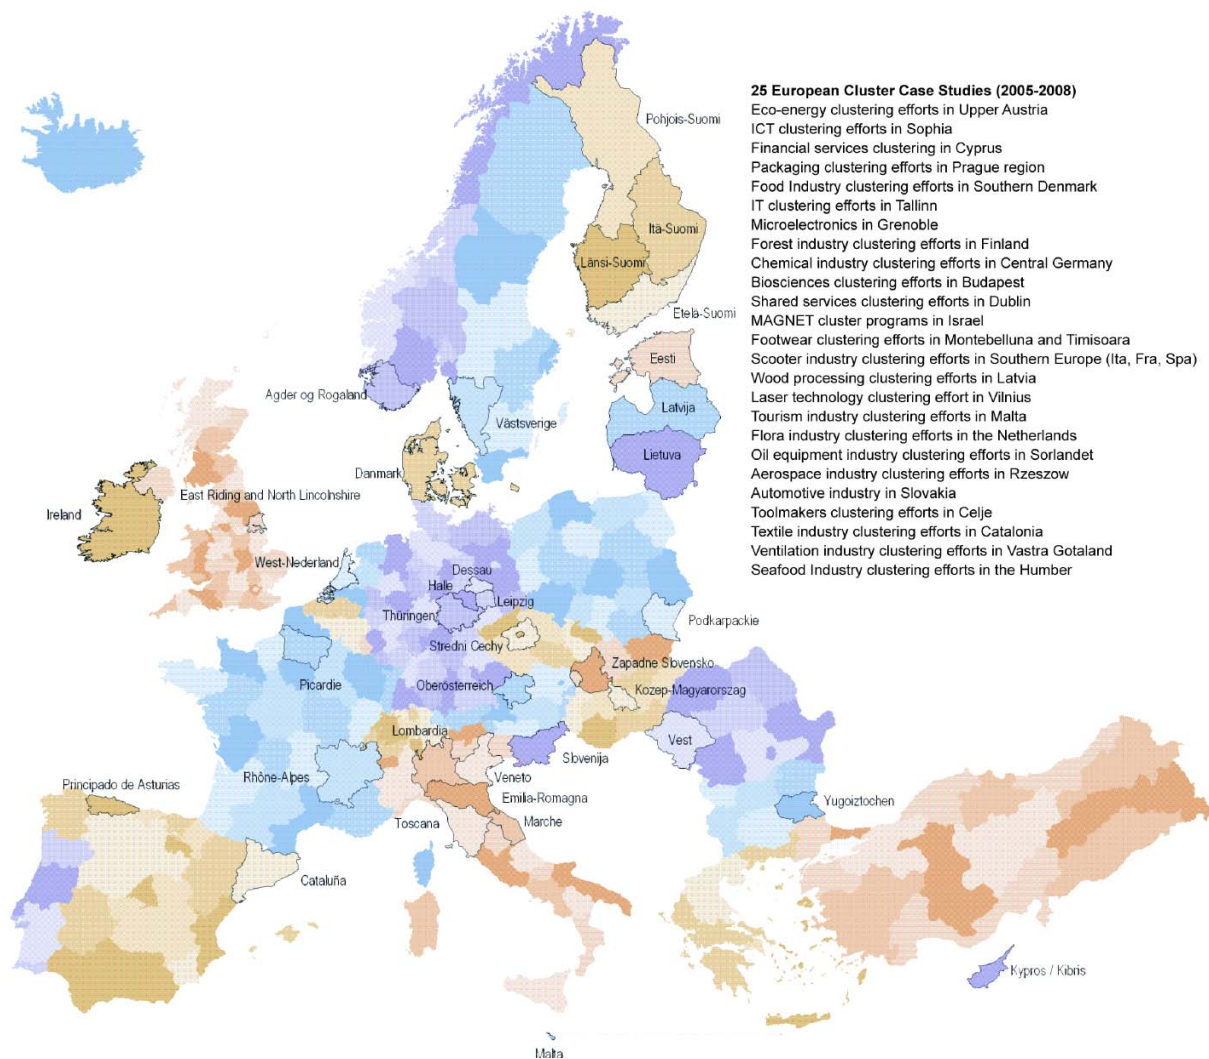 25 European Cluster Case Studies (2005-2008)
Eco-energy clustering efforts in Upper Austria
ICT clustering efforts in Sophia
Financial services clustering in Cyprus
Packaging clustering efforts in Prague region
Food Industry clustering efforts in Southern Denmark
IT clustering efforts in Tallinn
Microelectronics in Grenoble
Forest industry clustering efforts in Finland
Chemical industry clustering efforts in Central Germany
Biosciences clustering efforts in Budapest
Shared services clustering efforts in Dublin
MAGNET cluster programs in Israel
Footwear clustering efforts in Montebelluna and Timisoara
Scooter industry clustering efforts in Southern Europe (Ita, Fra, Spa)
Wood processing clustering efforts in Latvia
Laser technology clustering effort in Vilnius
Tourism industry clustering efforts in Malta
Flora industry clustering efforts in the Netherlands
Oil equipment industry clustering efforts in Sorlandet
Aerospace industry clustering efforts in Rzeszow
Automotive industry in Slovakia
Toolmakers clustering efforts in Celje
Textile industry clustering efforts in Catalonia
Ventilation industry clustering efforts in Vastra Gotaland
Seafood Industry clustering efforts in the Humber
Pohjois-Suomi
Itä-Suomi
Länsi-Suomi
Etelä-Suomi
Eesti
Agder og Rogaland
Latvija
Västsverige
Lietuva
Danmark
East Riding and North Lincolnshire
Ireland
West-Nederland
Dessau
Halle
Leipzig
Thüringen
Podkarpackie
Stredni Cechy
Zapadne Slovensko
Picardie
Oberösterreich
Kozep-Magyarorszag
Lombardia
Vest
Slovenija
Rhône-Alpes
Veneto
Principado de Asturias
Emilia-Romagna
Yugoiztochen
Toscana
Marche
Cataluña
Kypros / Kibris
Malta